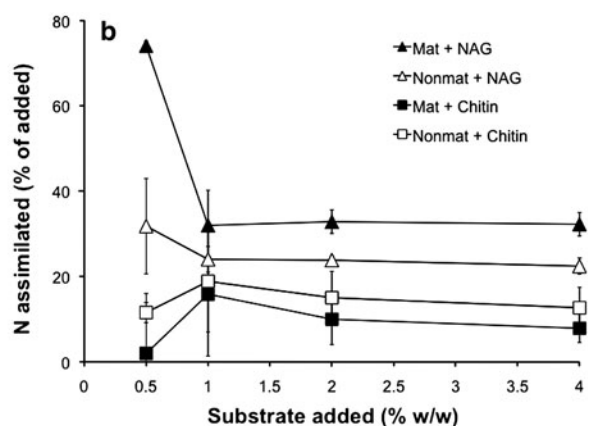 b
80
60
40
20
0
N assimilated (% of added)
Mat + NAG
Nonmat + NAG
Mat + Chitin
Nonmat + Chitin
0 0.5 1 1.5 2 2.5 3 3.5 4
Substrate added (% w/w)